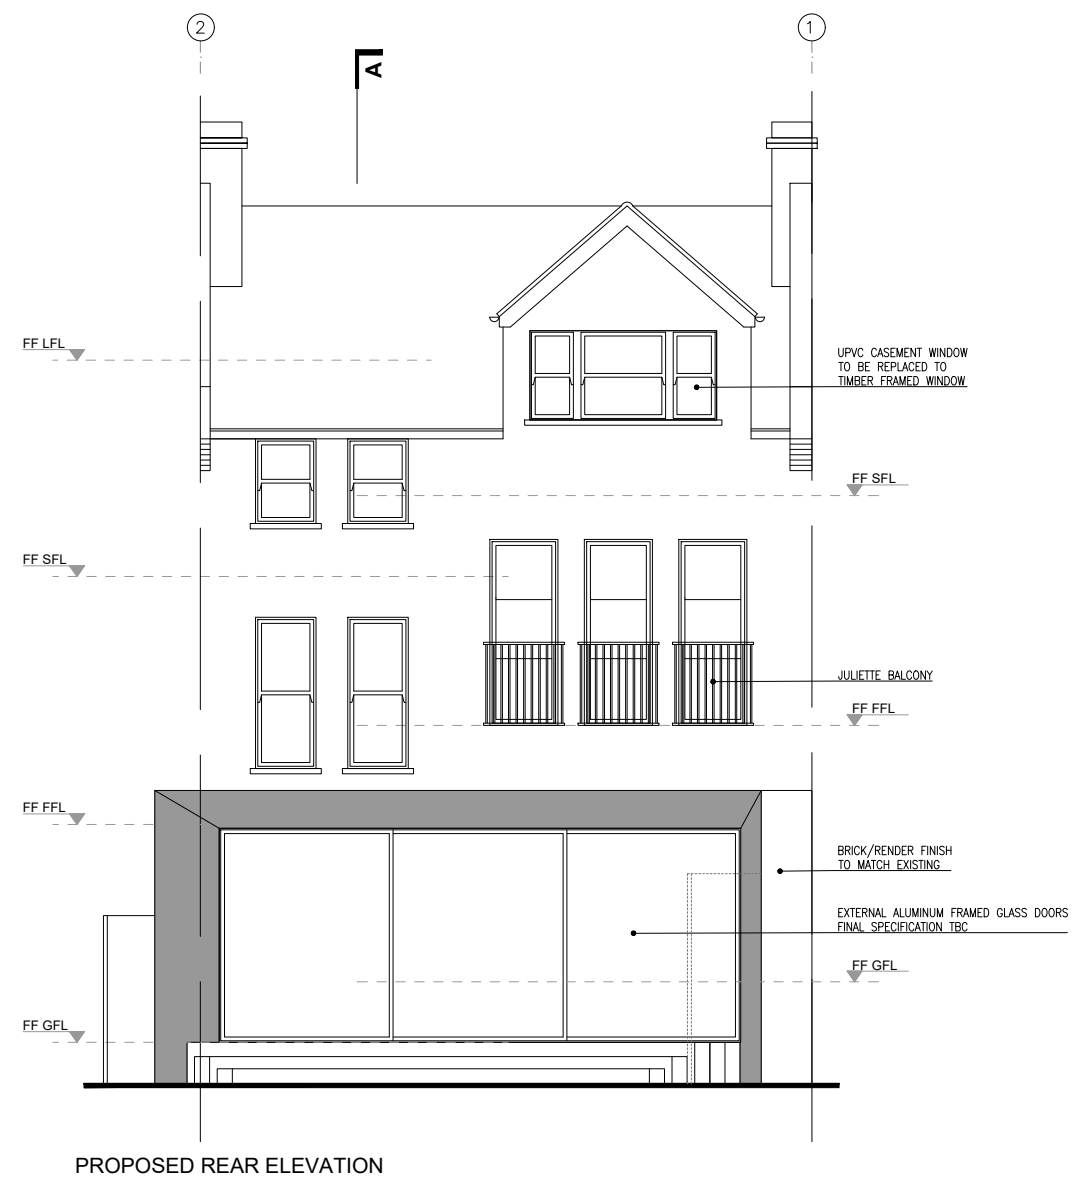 2
1
A
FF LFL
UPVC CASEMENT WINDOW
TO BE REPLACED TO
TIMBER FRAMED WINDOW
FF SFL
FF SFL
JULIETTE BALCONY
FF FFL
FF FFL
BRICK/RENDER FINISH
TO MATCH EXISTING
EXTERNAL ALUMINUM FRAMED GLASS DOORS
FINAL SPECIFICATION TBC
FF GFL
FF GFL
PROPOSED REAR ELEVATION